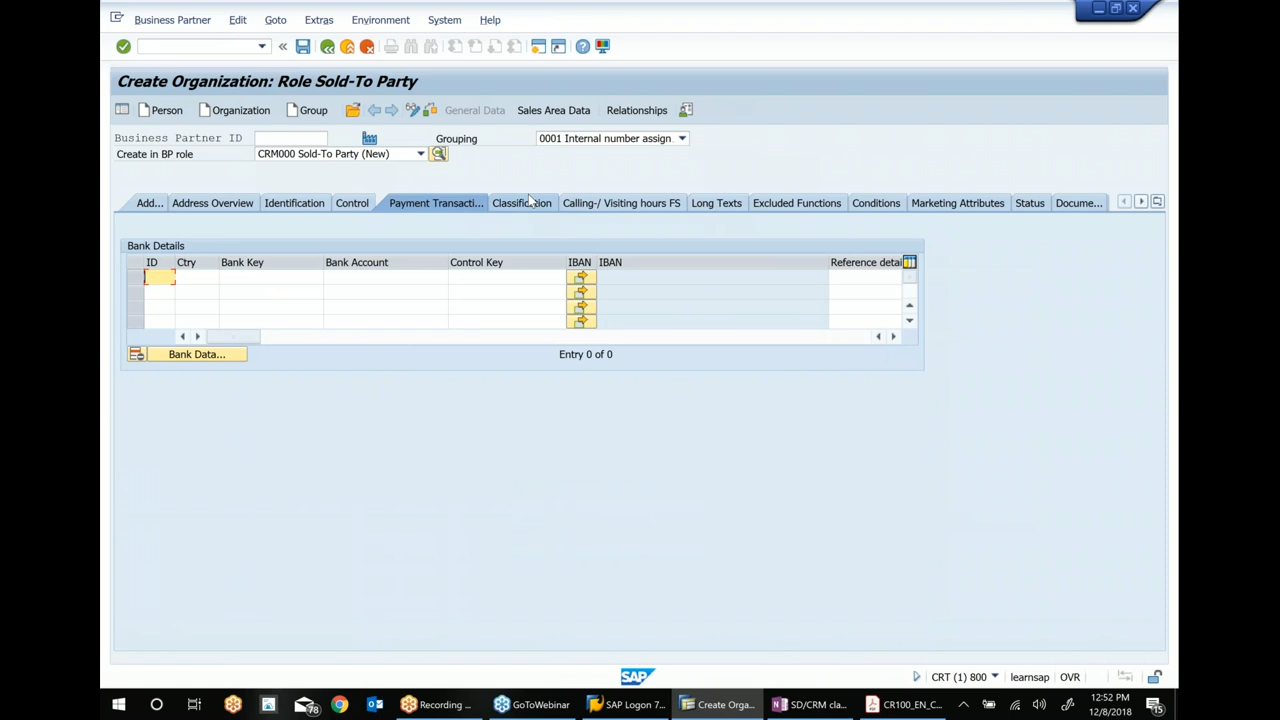 Business Partner Edit Goto Extras Environment System Help
Create Organization: Role Sold-To Party
Person Organization Group General Data Sales Area Data Relationships
Business Partner ID Grouping 0001 Internal number assign
Create in BP role CRM000 Sold-To Party (New)
Add... Address Overview Identification Control Payment Transacti... Classification Calling-/ Visiting hours FS Long Texts Excluded Functions Conditions Marketing Attributes Status Docume...
Bank Details
ID Ctry Bank Key Bank Account Control Key IBAN IBAN Reference detai
Bank Data... Entry 0 of 0
SAP CRT (1) 800 learnsap OVR
78 Recording ... GoToWebinar SAP Logon 7... Create Orga... SD/CRM cla... CR100_EN_C... 12:52 PM
12/8/2018 15